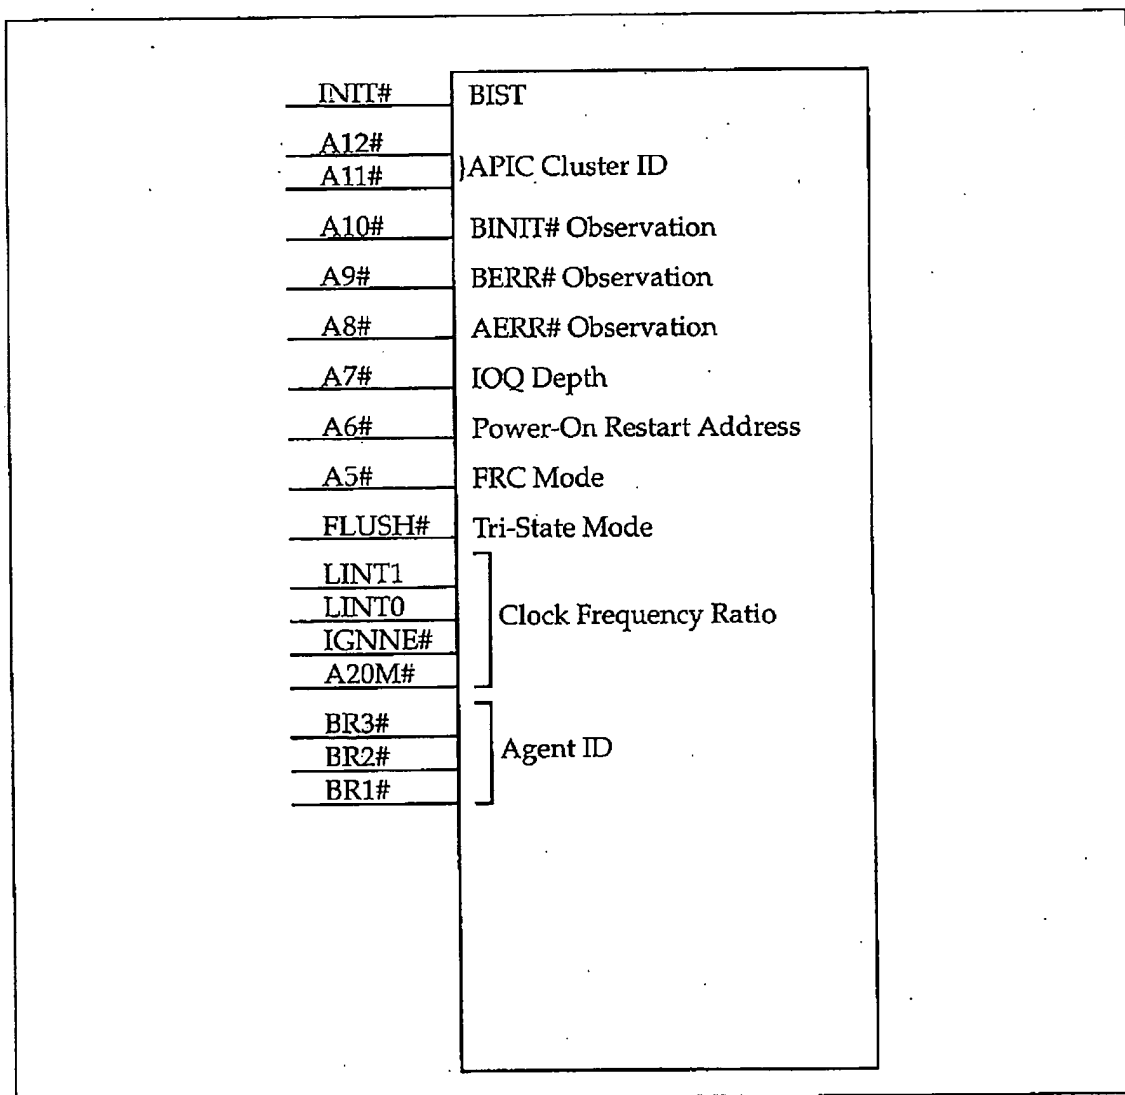 INIT# BIST
A12#
}APIC Cluster ID
A11#
A10# BINIT# Observation
A9# BERR# Observation
A8# AERR# Observation
A7# IOQ Depth
A6# Power-On Restart Address
A5# FRC Mode
FLUSH# Tri-State Mode
LINT1
LINT0
Clock Frequency Ratio
IGNNE#
A20M#
BR3#
BR2#
Agent ID
BR1#